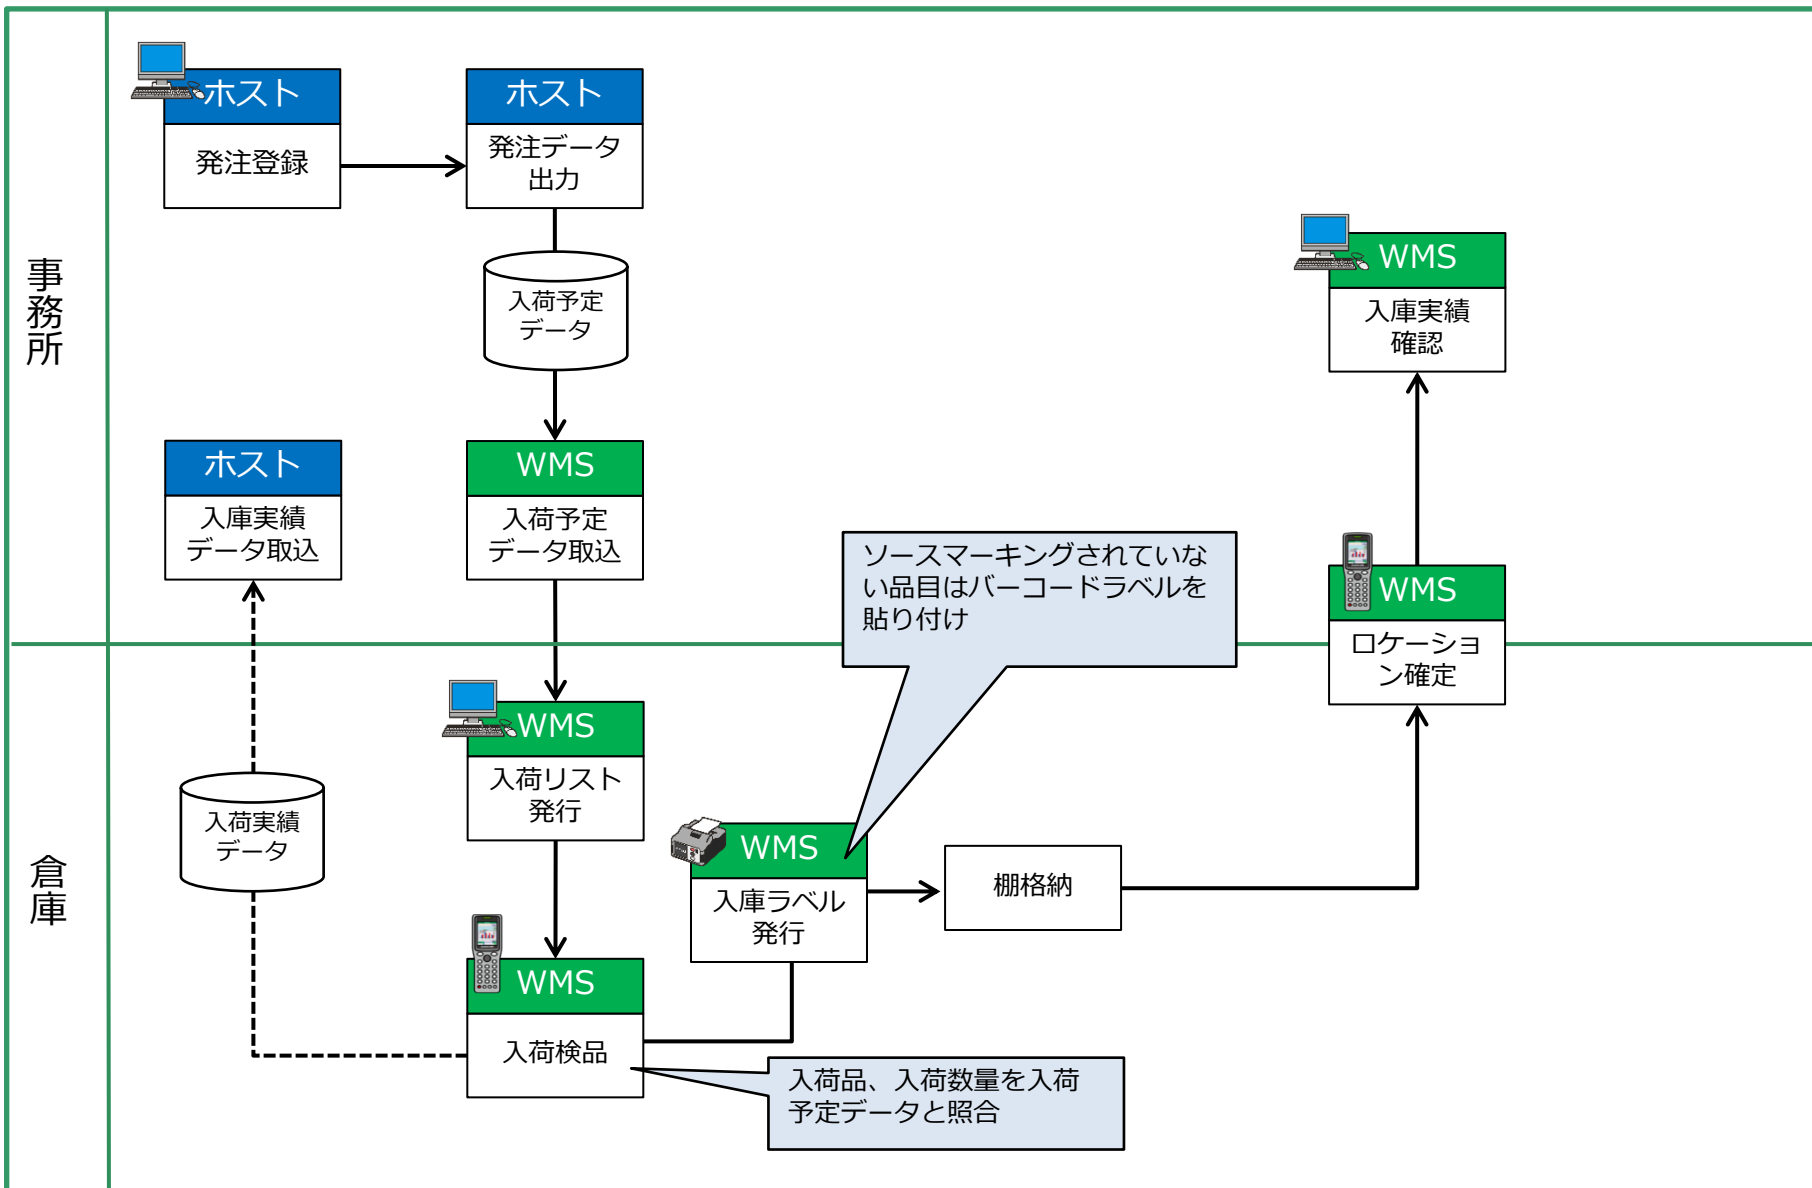 事務所
ホスト
発注登録
ホスト
発注データ
出力
入荷予定
データ
WMS
入庫実績
確認
ホスト
入庫実績
データ取込
WMS
入荷予定
データ取込
ソースマーキングされていな
い品目はバーコードラベルを
貼り付け
WMS
ロケーショ
ン確定
倉庫
WMS
入荷リスト
発行
入荷実績
データ
WMS
入庫ラベル
発行
棚格納
WMS
入荷検品
入荷品、入荷数量を入荷
予定データと照合